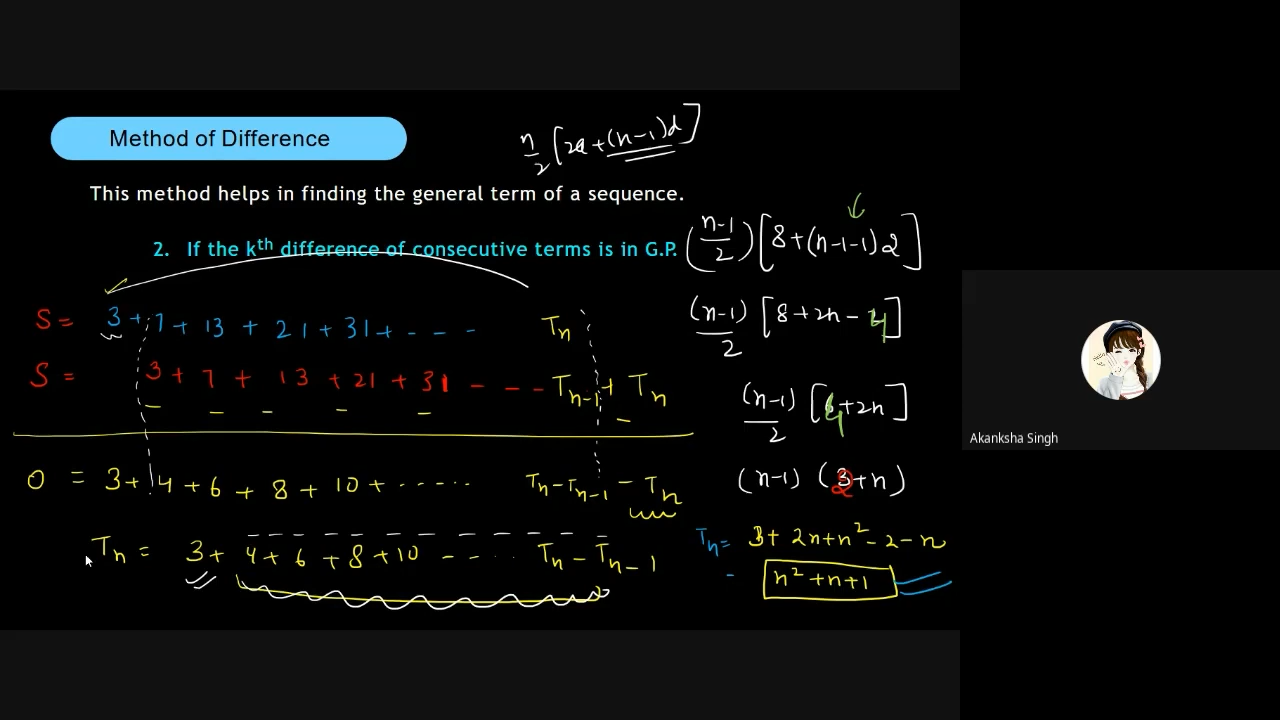 Method of Difference
n/2 [2a + (n-1)d]
This method helps in finding the general term of a sequence.
2. If the kth difference of consecutive terms is in G.P.
S = 3 + 7 + 13 + 21 + 31 + - - - Tn
S = 3 + 7 + 13 + 21 + 31 - - - Tn-1 + Tn
- - - - - -
0 = 3 + 4 + 6 + 8 + 10 + ...... Tn - Tn-1 - Tn
Tn = 3 + 4 + 6 + 8 + 10 - - . . . Tn - Tn-1
(n-1/2) [8 + (n-1-1)2]
(n-1)/2 [8 + 2n - 4]
(n-1)/2 [4 + 2n]
(n-1) (2 + n)
Tn = 3 + 2n + n² - 2 - n
= n² + n + 1
Akanksha Singh